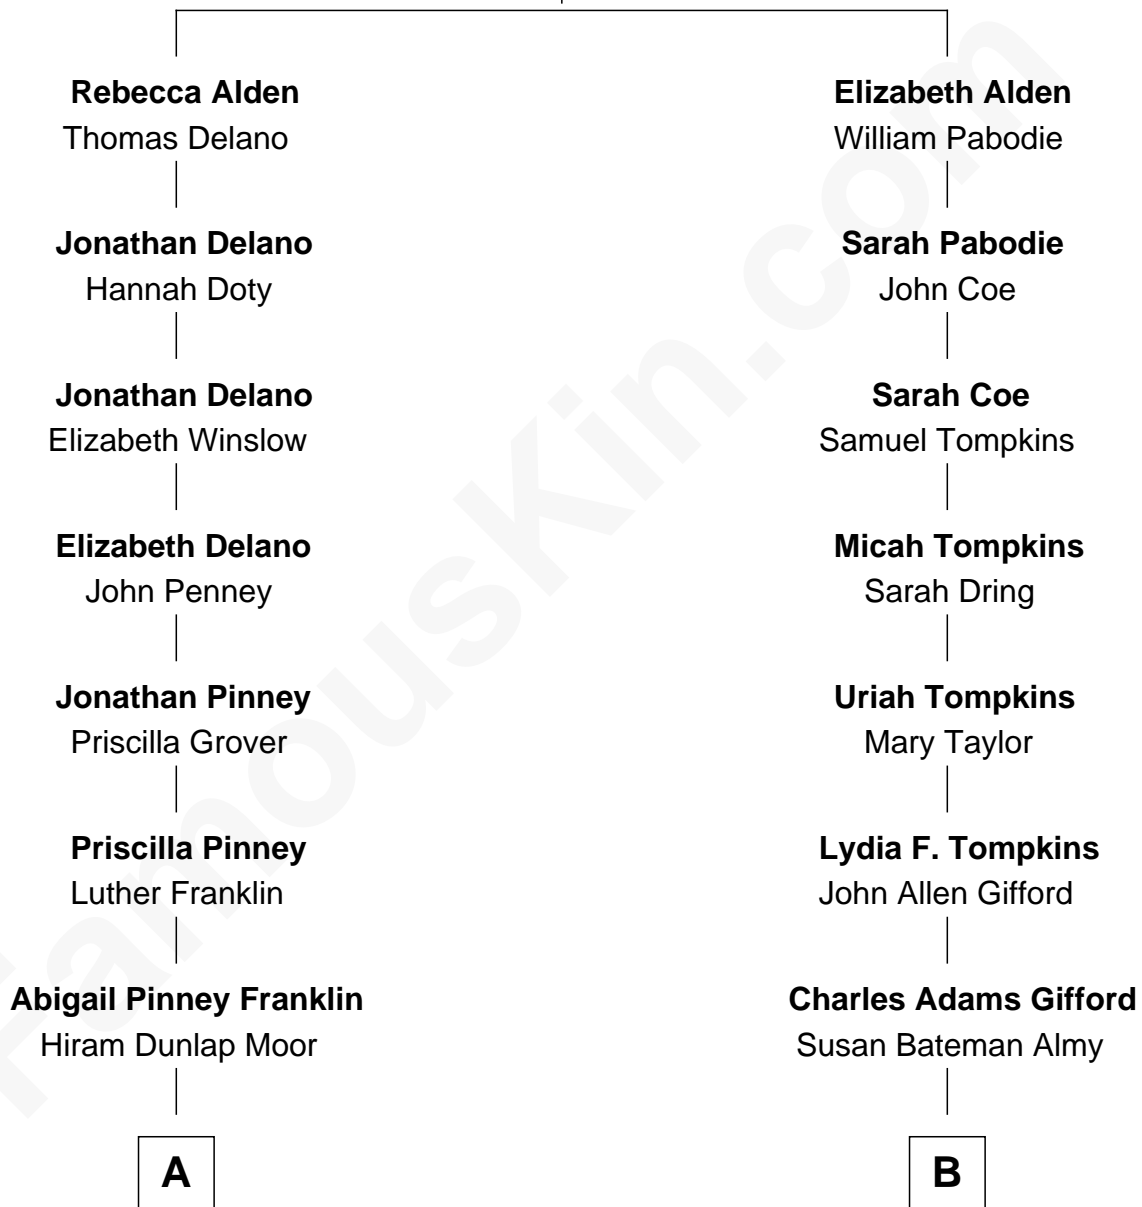 Rebecca Alden
Thomas Delano
Jonathan Delano
Hannah Doty
Jonathan Delano
Elizabeth Winslow
Elizabeth Delano
John Penney
Jonathan Pinney
Priscilla Grover
Priscilla Pinney
Luther Franklin
Abigail Pinney Franklin
Hiram Dunlap Moor
A
Elizabeth Alden
William Pabodie
Sarah Pabodie
John Coe
Sarah Coe
Samuel Tompkins
Micah Tompkins
Sarah Dring
Uriah Tompkins
Mary Taylor
Lydia F. Tompkins
John Allen Gifford
Charles Adams Gifford
Susan Bateman Almy
B
FamousKin.com